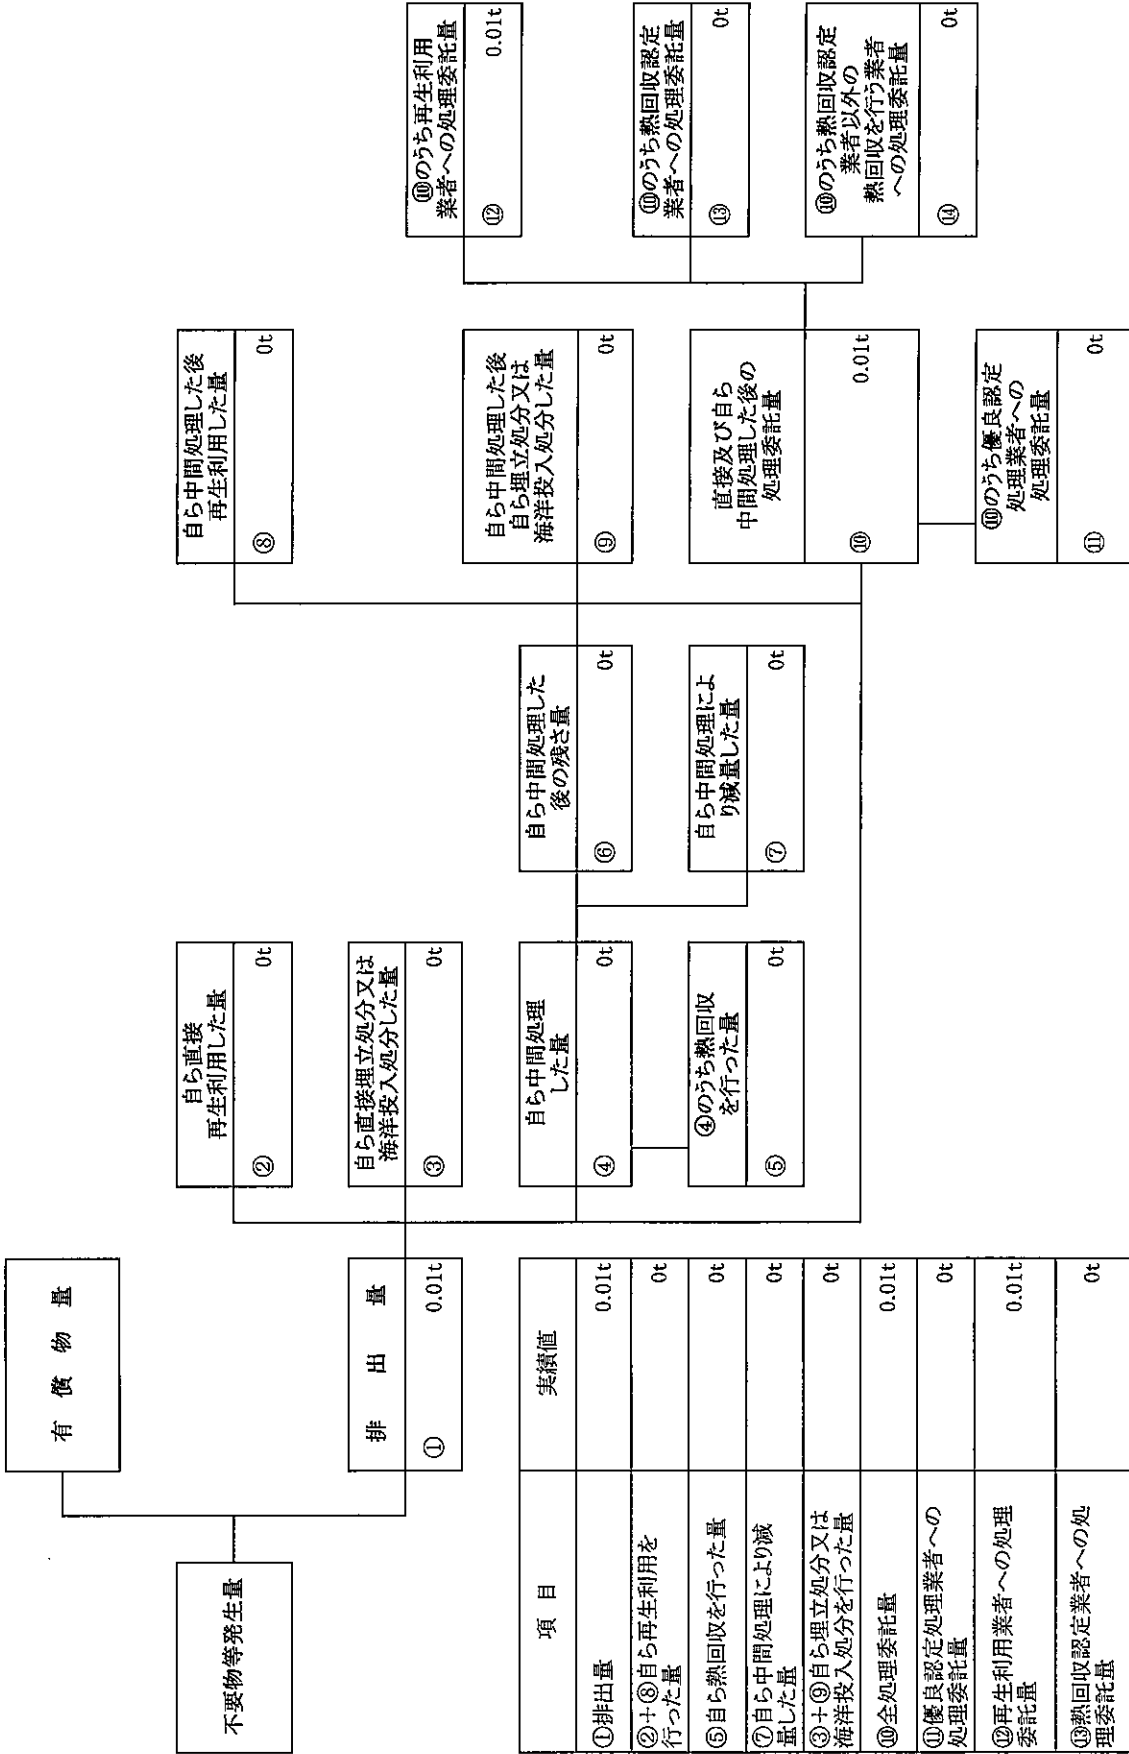 不要物等発生量
有償物量
排出量
① 0.01t
自ら直接
再生利用した量
② 0t
自ら直接埋立処分又は
海洋投入処分した量
③ 0t
自ら中間処理
した量
④ 0t
④のうち熱回収
を行った量
⑤ 0t
自ら中間処理した
後の残さ量
⑥ 0t
自ら中間処理によ
り減量した量
⑦ 0t
自ら中間処理した後
再生利用した量
⑧ 0t
自ら中間処理した後
自ら埋立処分又は
海洋投入処分した量
⑨ 0t
直接及び自ら
中間処理した後の
処理委託量
⑩ 0.01t
⑩のうち優良認定
処理業者への
処理委託量
⑪ 0t
⑩のうち再生利用
業者への処理委託量
⑫ 0.01t
⑩のうち熱回収認定
業者への処理委託量
⑬ 0t
⑩のうち熱回収認定
業者以外の
熱回収を行う業者
への処理委託量
⑭ 0t
項目 実績値
①排出量 0.01t
②+⑧自ら再生利用を
行った量 0t
⑤自ら熱回収を行った量 0t
⑦自ら中間処理により減
量した量 0t
③+⑨自ら埋立処分又は
海洋投入処分を行った量 0t
⑩全処理委託量 0.01t
⑪優良認定処理業者への
処理委託量 0t
⑫再生利用業者への処理
委託量 0.01t
⑬熱回収認定業者への処
理委託量 0t